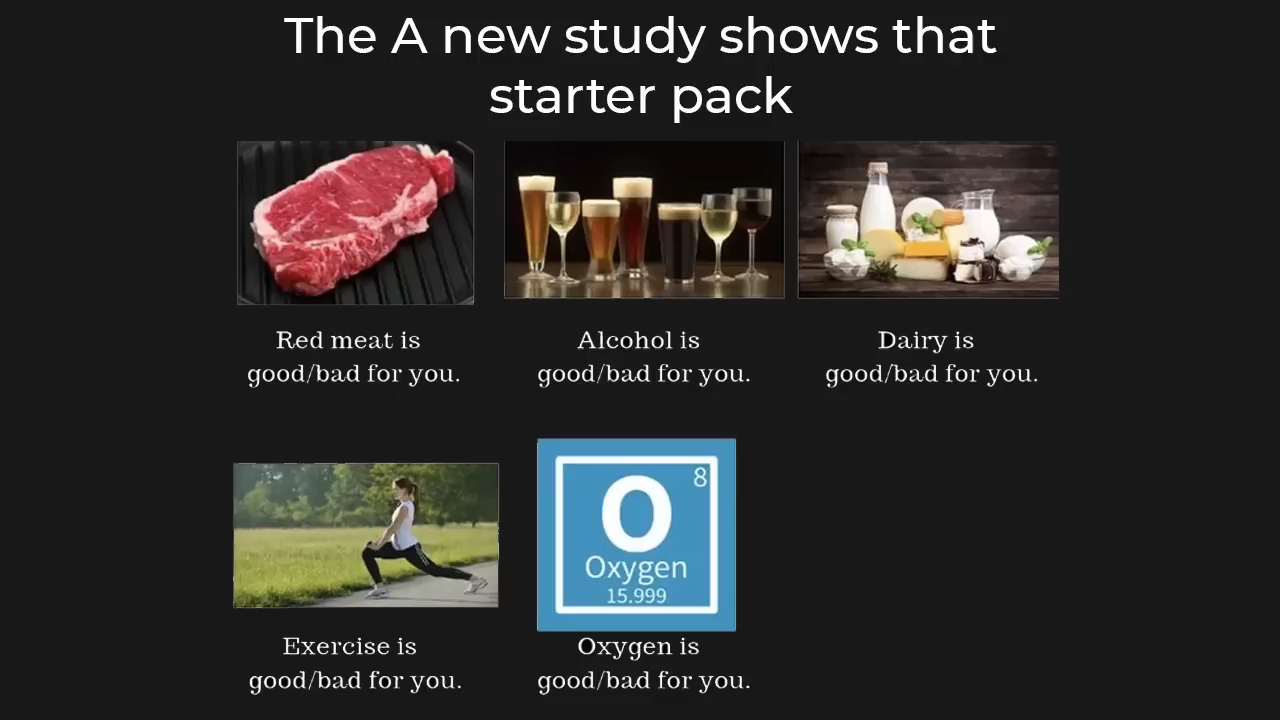 The A new study shows that
starter pack
Red meat is
good/bad for you.
Alcohol is
good/bad for you.
Dairy is
good/bad for you.
Exercise is
good/bad for you.
8
O
Oxygen
15.999
Oxygen is
good/bad for you.